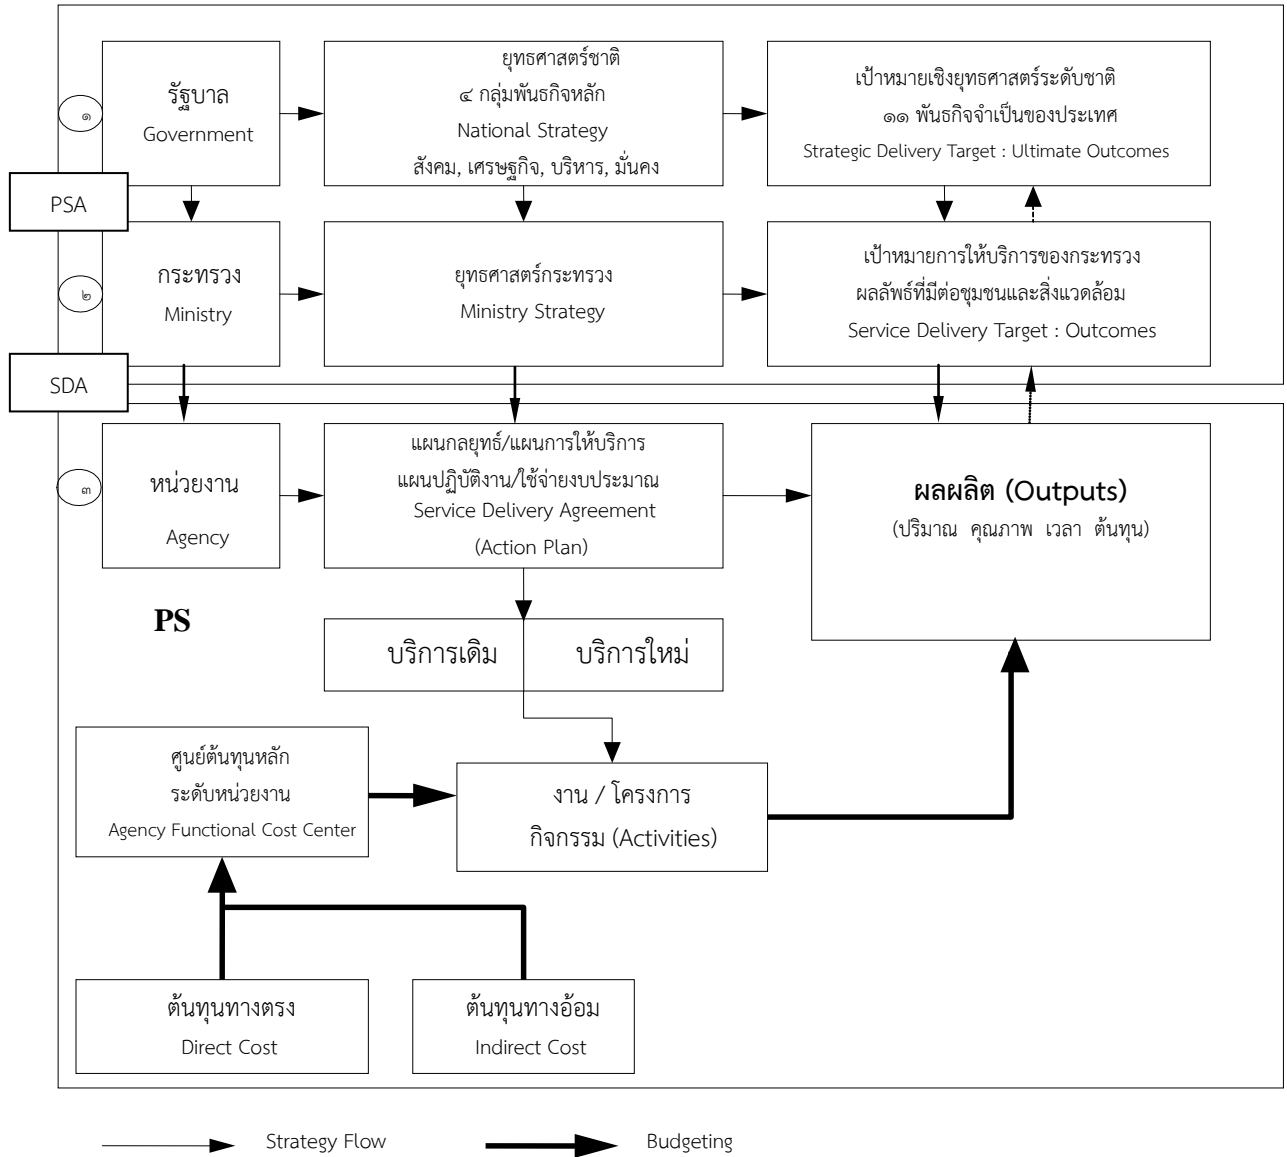 ๑
รัฐบาล
Government
ยุทธศาสตร์ชาติ
๔ กลุ่มพันธกิจหลัก
National Strategy
สังคม, เศรษฐกิจ, บริหาร, มั่นคง
เป้าหมายเชิงยุทธศาสตร์ระดับชาติ
๑๑ พันธกิจจำเป็นของประเทศ
Strategic Delivery Target : Ultimate Outcomes
PSA
๒
กระทรวง
Ministry
ยุทธศาสตร์กระทรวง
Ministry Strategy
เป้าหมายการให้บริการของกระทรวง
ผลลัพธ์ที่มีต่อชุมชนและสิ่งแวดล้อม
Service Delivery Target : Outcomes
SDA
๓
หน่วยงาน
Agency
แผนกลยุทธ์/แผนการให้บริการ
แผนปฏิบัติงาน/ใช้จ่ายงบประมาณ
Service Delivery Agreement
(Action Plan)
ผลผลิต (Outputs)
(ปริมาณ คุณภาพ เวลา ต้นทุน)
PS
บริการเดิม
บริการใหม่
ศูนย์ต้นทุนหลัก
ระดับหน่วยงาน
Agency Functional Cost Center
งาน / โครงการ
กิจกรรม (Activities)
ต้นทุนทางตรง
Direct Cost
ต้นทุนทางอ้อม
Indirect Cost
Strategy Flow
Budgeting